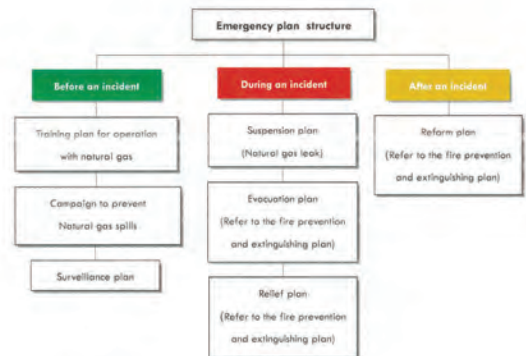 Emergency plan structure
Before an incident
During an incident
After an incident
Training plan for operation
with natural gas
Campaign to prevent
Natural gas spills
Surveillance plan
Suspension plan
(Natural gas leak)
Evacuation plan
(Refer to the fire prevention
and extinguishing plan)
Relief plan
(Refer to the fire prevention
and extinguishing plan)
Reform plan
(Refer to the fire prevention
and extinguishing plan)